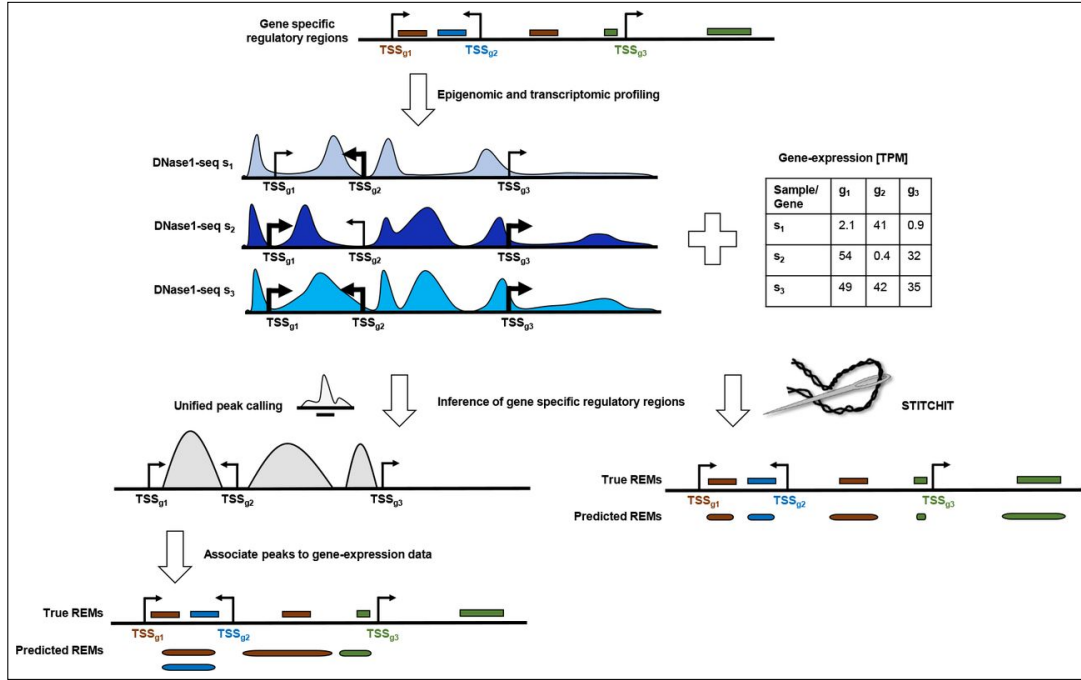 Gene specific
regulatory regions
TSSg1 TSSg2 TSSg3
Epigenomic and transcriptomic profiling
DNase1-seq s1
TSSg1 TSSg2 TSSg3
DNase1-seq s2
TSSg1 TSSg2 TSSg3
DNase1-seq s3
TSSg1 TSSg2 TSSg3
Gene-expression [TPM]
Sample/
Gene g1 g2 g3
s1 2.1 41 0.9
s2 54 0.4 32
s3 49 42 35
Unified peak calling
Inference of gene specific regulatory regions
STITCHIT
TSSg1 TSSg2 TSSg3
Associate peaks to gene-expression data
True REMs
TSSg1 TSSg2 TSSg3
Predicted REMs
True REMs
TSSg1 TSSg2 TSSg3
Predicted REMs